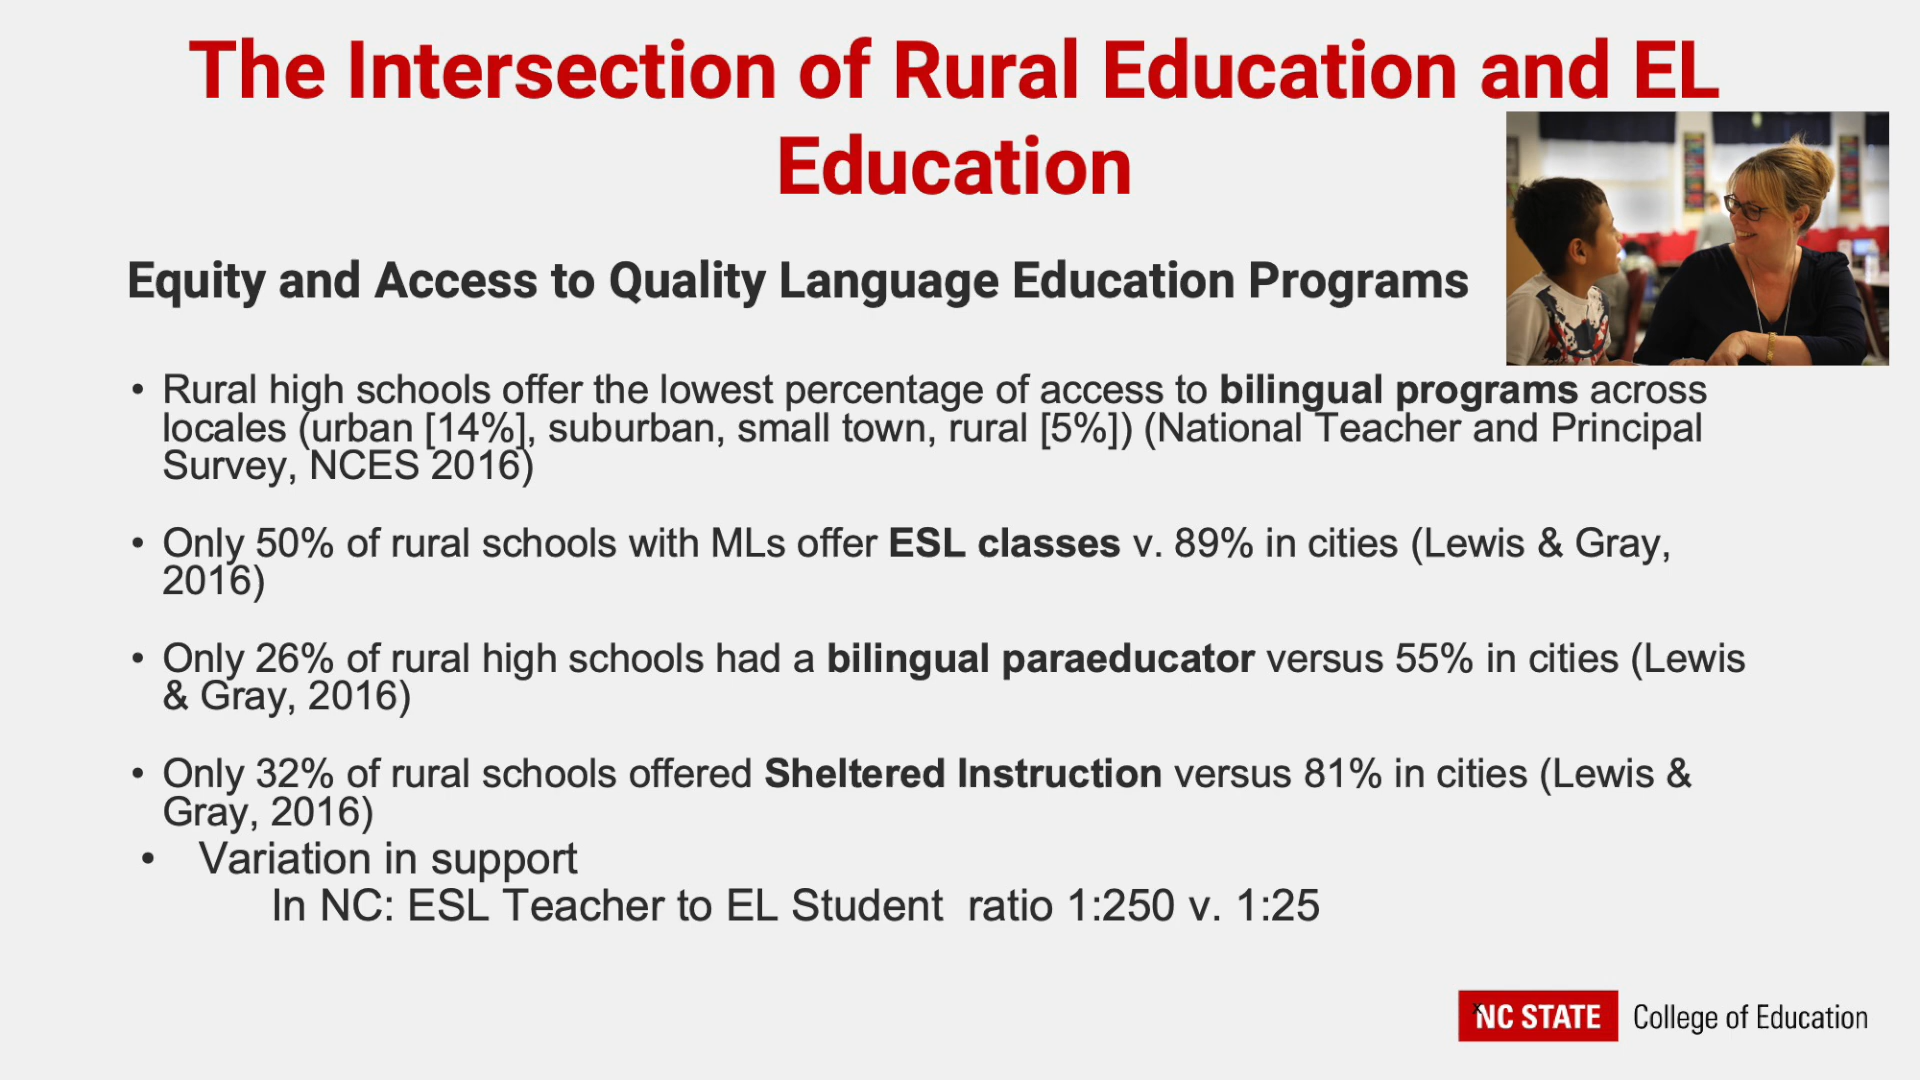 The Intersection of Rural Education and EL
Education
Equity and Access to Quality Language Education Programs
• Rural high schools offer the lowest percentage of access to bilingual programs across
locales (urban [14%], suburban, small town, rural [5%]) (National Teacher and Principal
Survey, NCES 2016)
• Only 50% of rural schools with MLs offer ESL classes v. 89% in cities (Lewis & Gray,
2016)
• Only 26% of rural high schools had a bilingual paraeducator versus 55% in cities (Lewis
& Gray, 2016)
• Only 32% of rural schools offered Sheltered Instruction versus 81% in cities (Lewis &
Gray, 2016)
• Variation in support
In NC: ESL Teacher to EL Student ratio 1:250 v. 1:25
x
NC STATE College of Education